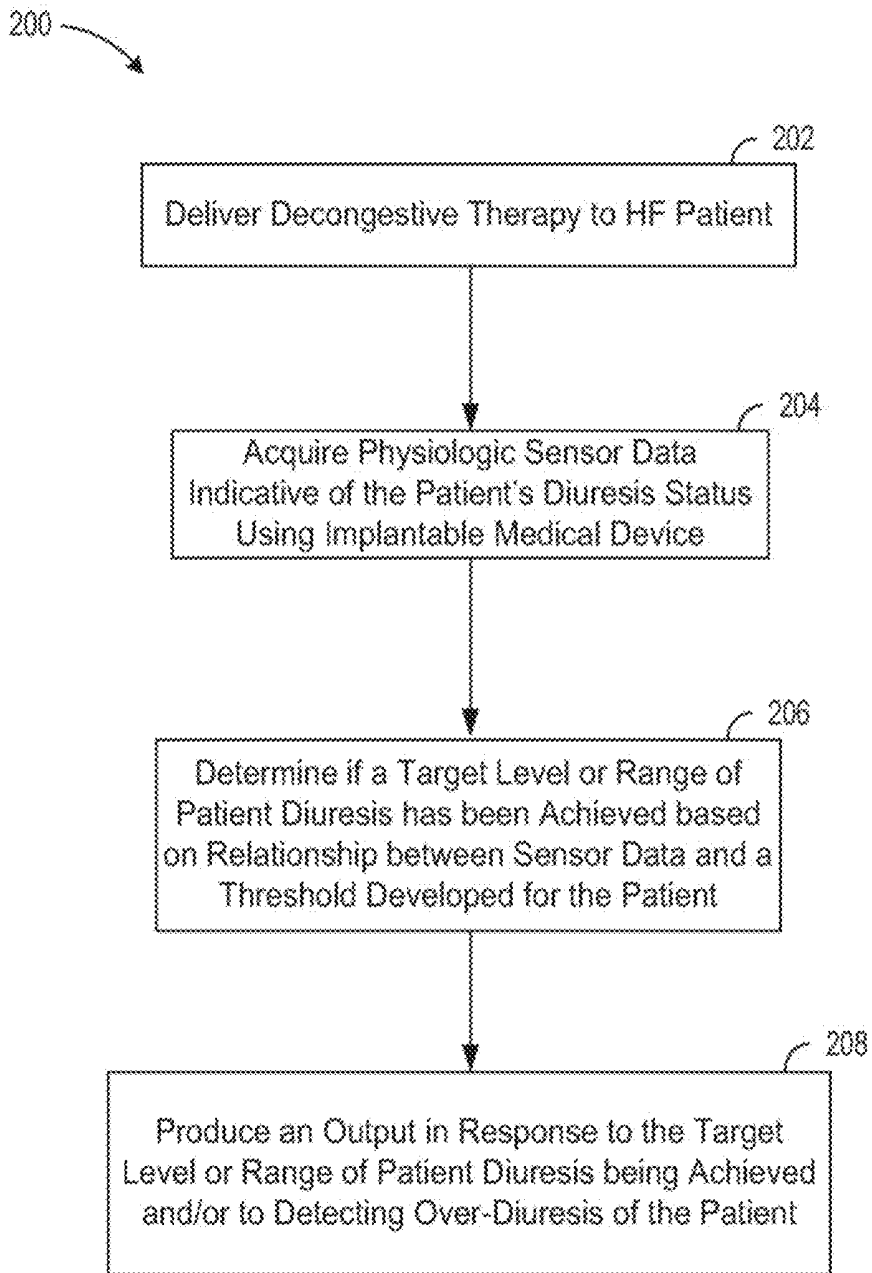 200
202
Deliver Decongestive Therapy to HF Patient
204
Acquire Physiologic Sensor Data
Indicative of the Patient's Diuresis Status
Using Implantable Medical Device
206
Determine if a Target Level or Range of
Patient Diuresis has been Achieved based
on Relationship between Sensor Data and a
Threshold Developed for the Patient
208
Produce an Output in Response to the Target
Level or Range of Patient Diuresis being Achieved
and/or to Detecting Over-Diuresis of the Patient